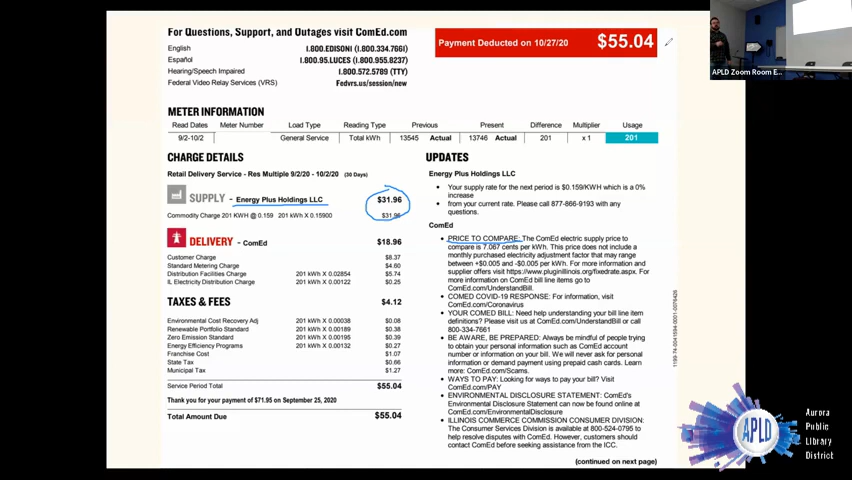 For Questions, Support, and Outages visit ComEd.com
English 1.800.EDISON1 (1.800.334.7661)
Español 1.800.95.LUCES (1.800.955.8237)
Hearing/Speech Impaired 1.800.572.5789 (TTY)
Federal Video Relay Services (VRS) Fedvrs.us/session/new
Payment Deducted on 10/27/20 $55.04
APLD Zoom Room E...
METER INFORMATION
Read Dates Meter Number Load Type Reading Type Previous Present Difference Multiplier Usage
9/2-10/2 General Service Total kWh 13545 Actual 13746 Actual 201 x 1 201
CHARGE DETAILS
Retail Delivery Service - Res Multiple 9/2/20 - 10/2/20 (30 Days)
SUPPLY - Energy Plus Holdings LLC $31.96
Commodity Charge 201 KWH @ 0.159 201 kWh X 0.15900 $31.96
DELIVERY - ComEd $18.96
Customer Charge $8.37
Standard Metering Charge $4.60
Distribution Facilities Charge 201 kWh X 0.02854 $5.74
IL Electricity Distribution Charge 201 kWh X 0.00122 $0.25
TAXES & FEES $4.12
Environmental Cost Recovery Adj 201 kWh X 0.00038 $0.08
Renewable Portfolio Standard 201 kWh X 0.00189 $0.38
Zero Emission Standard 201 kWh X 0.00195 $0.39
Energy Efficiency Programs 201 kWh X 0.00132 $0.27
Franchise Cost $1.07
State Tax $0.66
Municipal Tax $1.27
Service Period Total $55.04
Thank you for your payment of $71.95 on September 25, 2020
Total Amount Due $55.04
UPDATES
Energy Plus Holdings LLC
• Your supply rate for the next period is $0.159/KWH which is a 0%
increase
• from your current rate. Please call 877-866-9193 with any
questions.
ComEd
• PRICE TO COMPARE: The ComEd electric supply price to
compare is 7.067 cents per kWh. This price does not include a
monthly purchased electricity adjustment factor that may range
between +$0.005 and -$0.005 per kWh. For more information and
supplier offers visit https://www.pluginillinois.org/fixedrate.aspx. For
more information on ComEd bill line items go to
ComEd.com/UnderstandBill.
• COMED COVID-19 RESPONSE: For information, visit
ComEd.com/Coronavirus
• YOUR COMED BILL: Need help understanding your bill line item
definitions? Please visit us at ComEd.com/UnderstandBill or call
800-334-7661
• BE AWARE, BE PREPARED: Always be mindful of people trying
to obtain your personal information such as ComEd account
number or information on your bill. We will never ask for personal
information or demand payment using prepaid cash cards. Learn
more: ComEd.com/Scams.
• WAYS TO PAY: Looking for ways to pay your bill? Visit
ComEd.com/PAY
• ENVIRONMENTAL DISCLOSURE STATEMENT: ComEd's
Environmental Disclosure Statement can now be found online at
ComEd.com/EnvironmentalDisclosure
• ILLINOIS COMMERCE COMMISSION CONSUMER DIVISION:
The Consumer Services Division is available at 800-524-0795 to
help resolve disputes with ComEd. However, customers should
contact ComEd before seeking assistance from the ICC.
(continued on next page)
APLD
Aurora
Public
Library
District